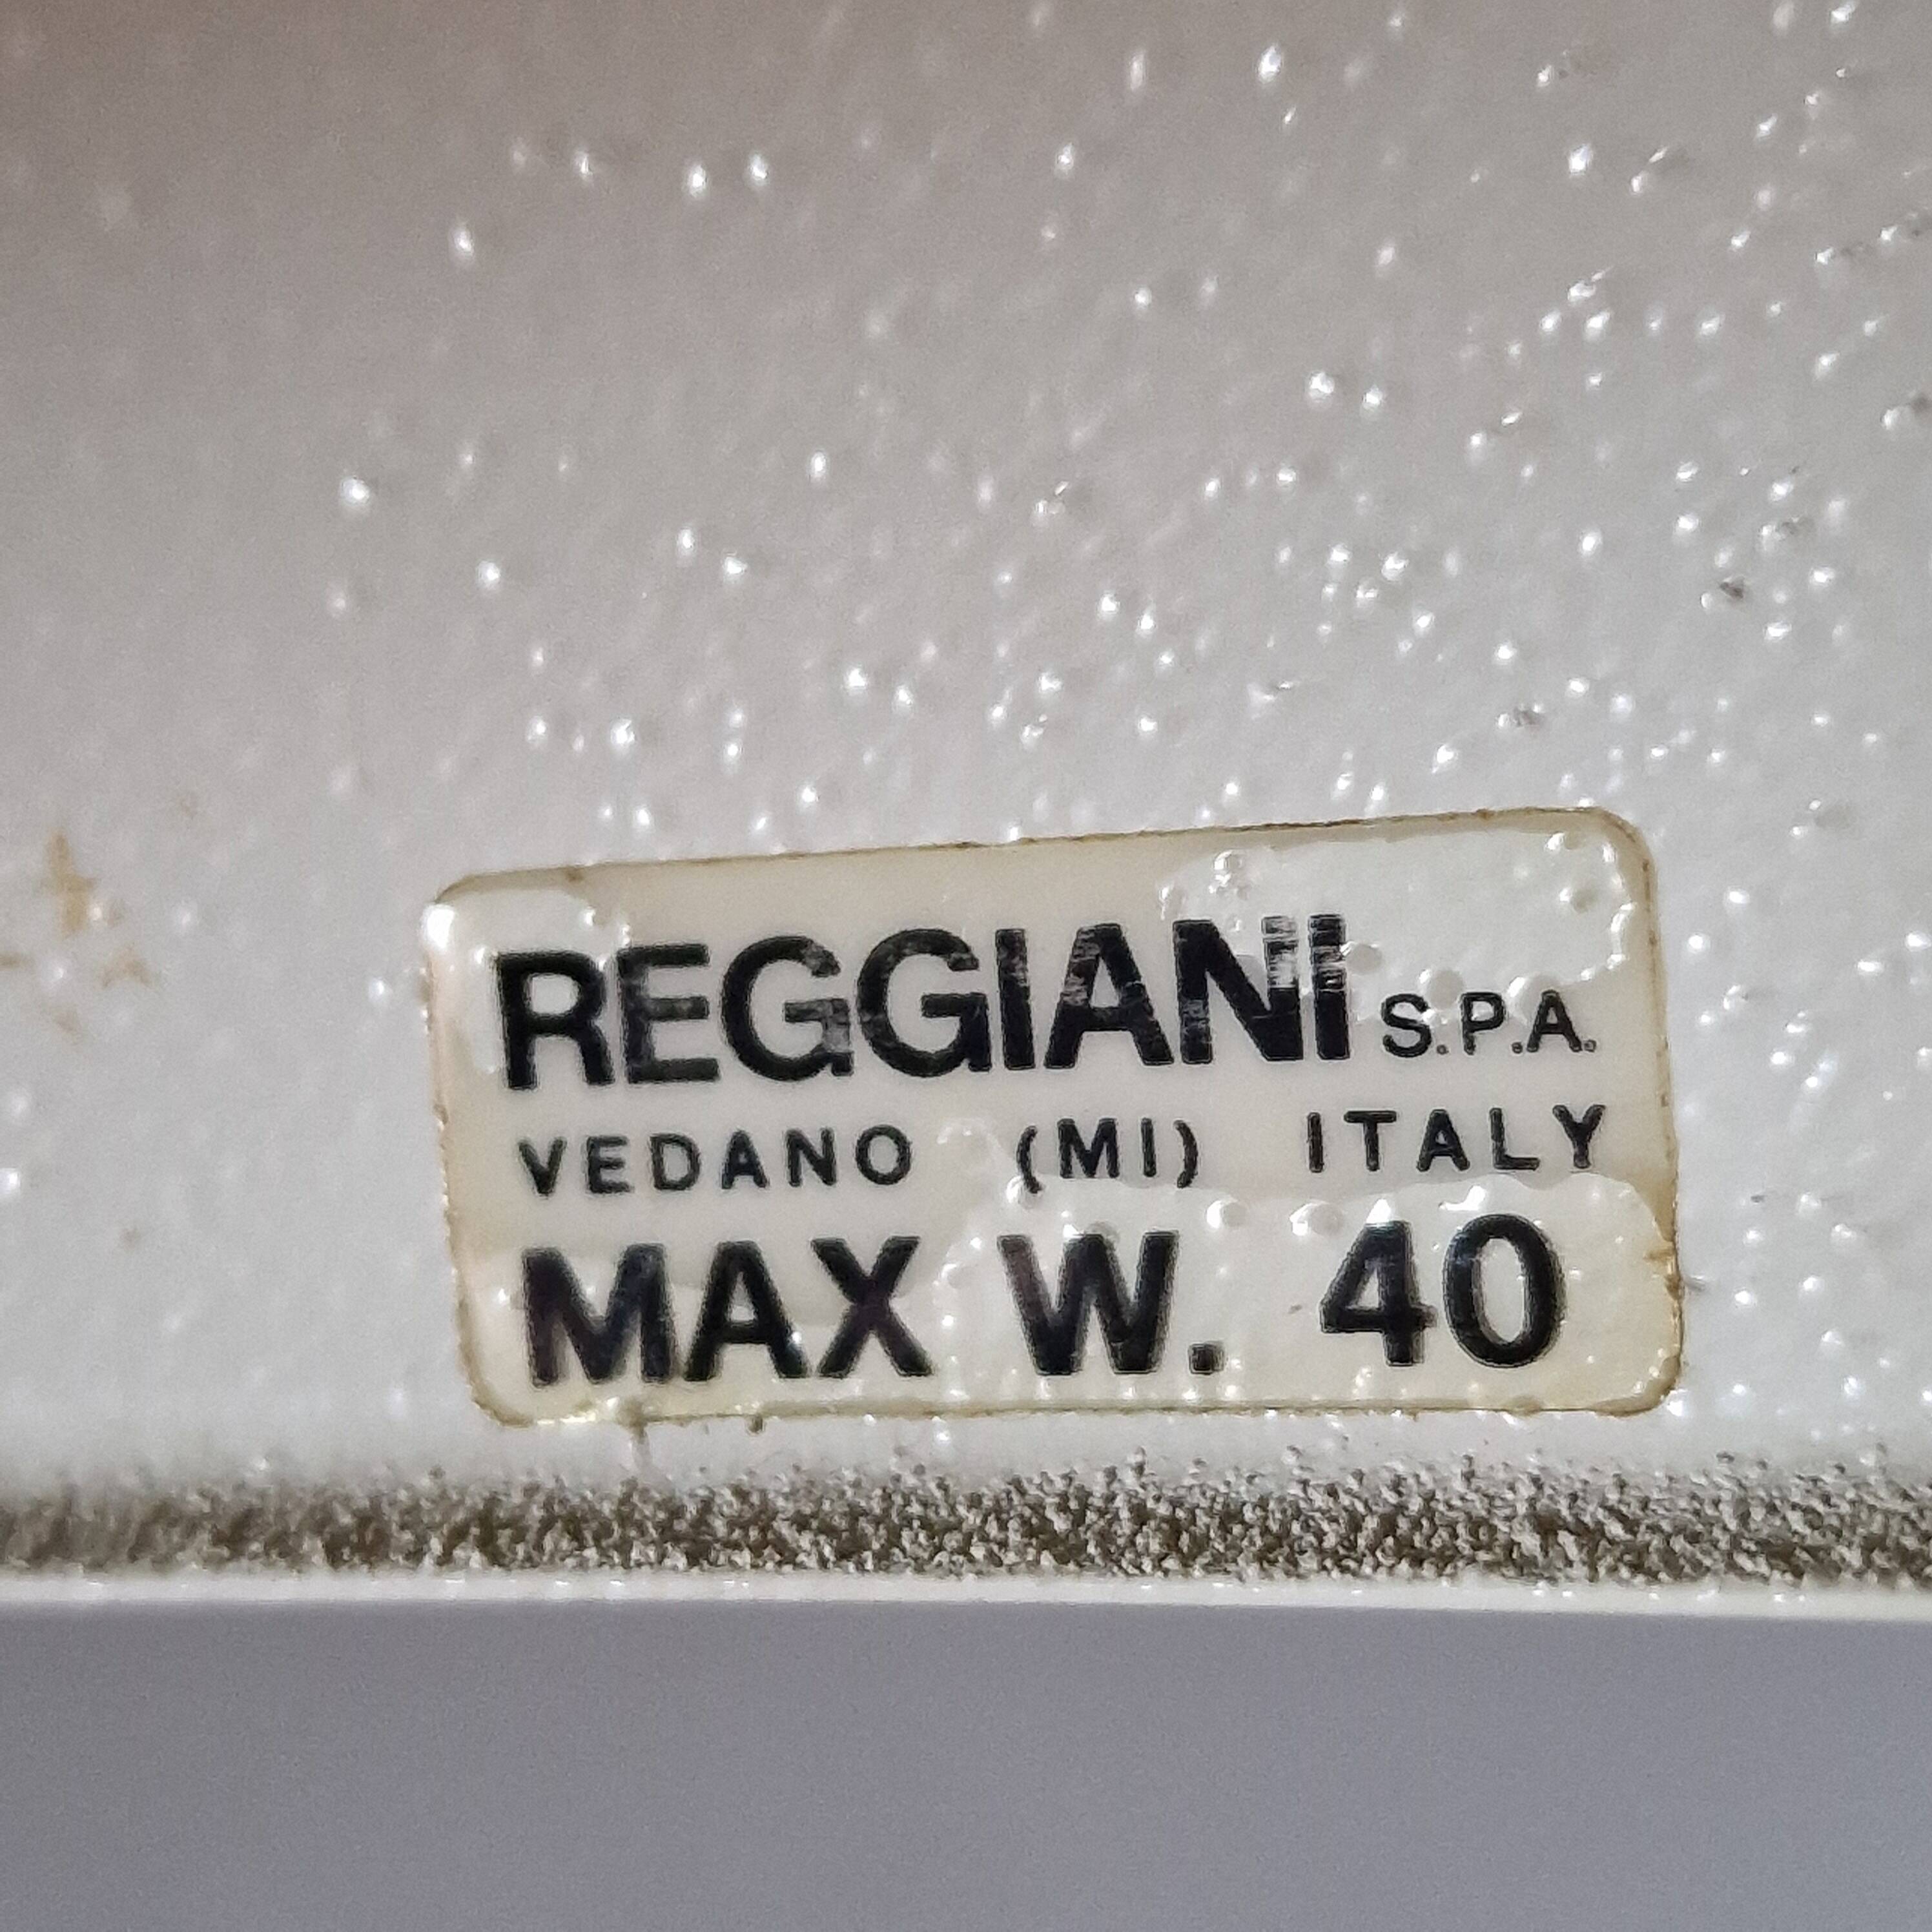 REGGIANI S.P.A.
VEDANO (MI) ITALY
MAX W. 40